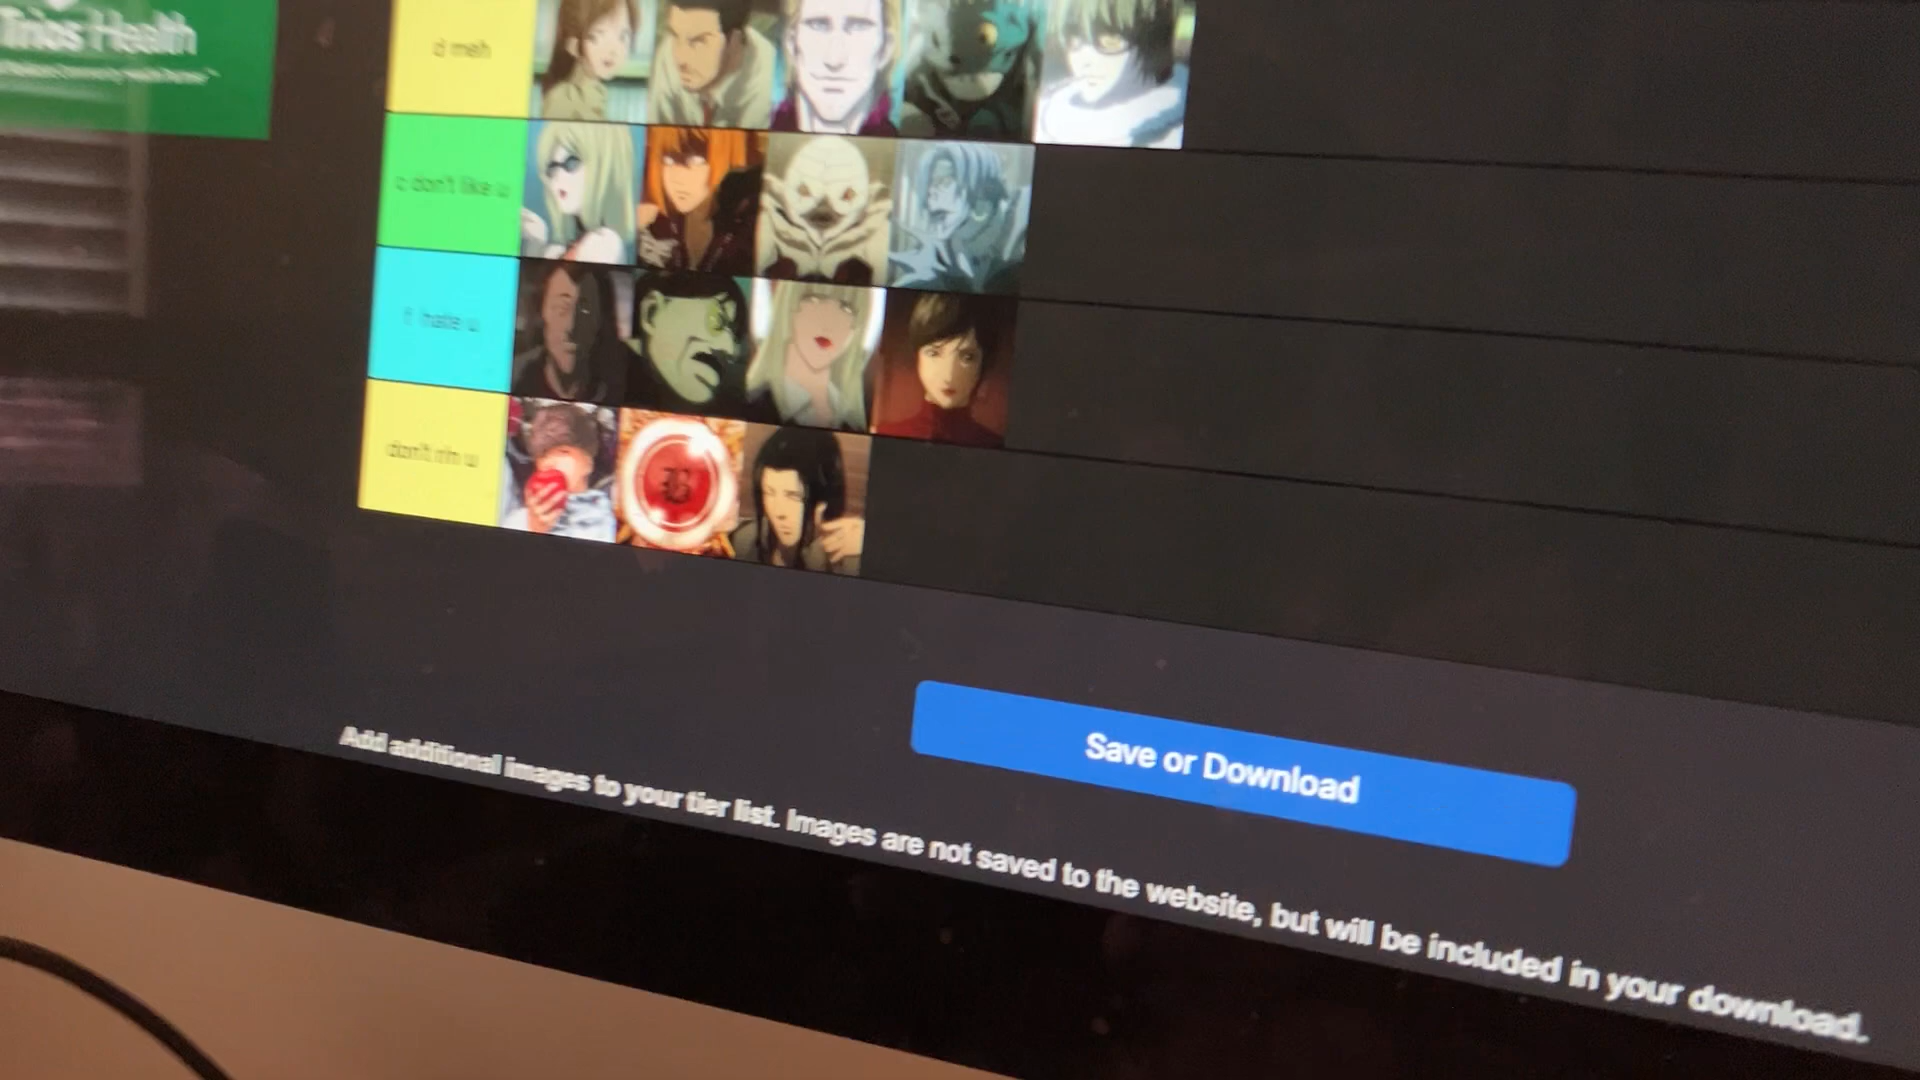 Trios Health
d meh
c don't like u
f hate u
Save or Download
Add additional images to your tier list. Images are not saved to the website, but will be included in your download.